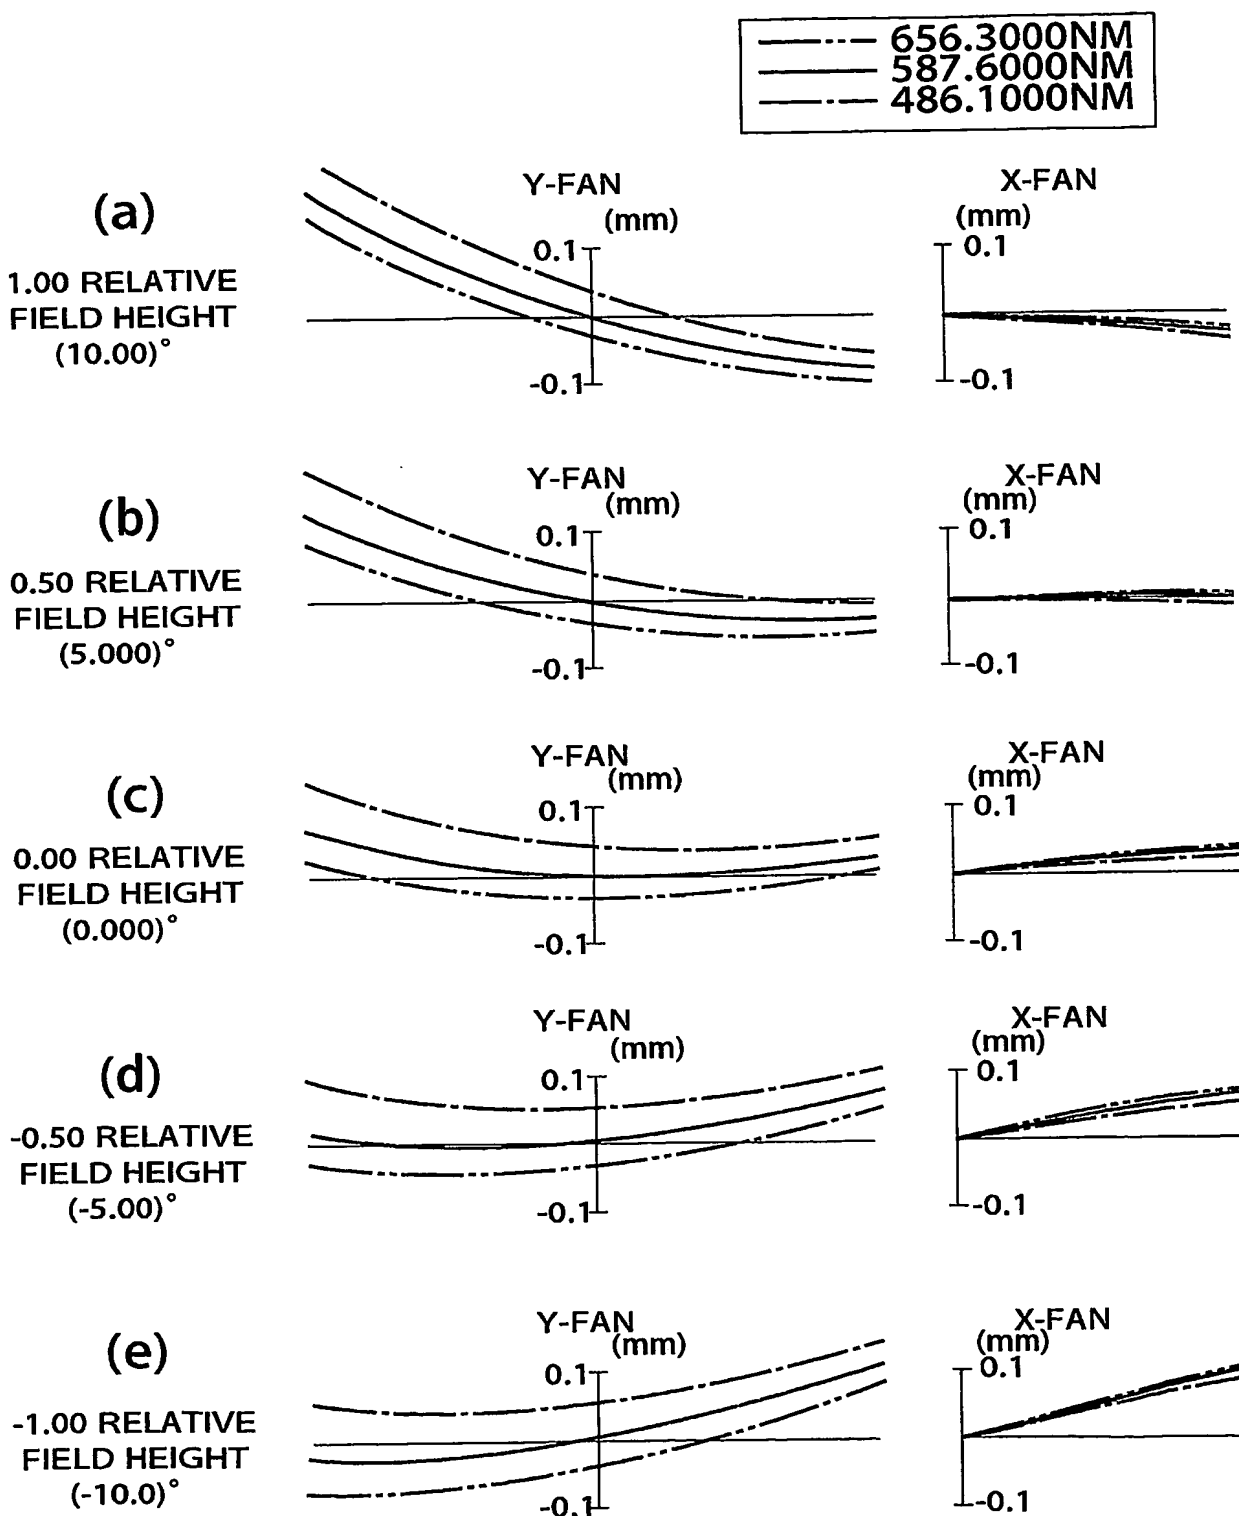 656.3000NM
587.6000NM
486.1000NM
(a)
1.00 RELATIVE
FIELD HEIGHT
(10.00)°
Y-FAN
(mm)
0.1
-0.1
X-FAN
(mm)
0.1
-0.1
(b)
0.50 RELATIVE
FIELD HEIGHT
(5.000)°
Y-FAN
(mm)
0.1
-0.1
X-FAN
(mm)
0.1
-0.1
(c)
0.00 RELATIVE
FIELD HEIGHT
(0.000)°
Y-FAN
(mm)
0.1
-0.1
X-FAN
(mm)
0.1
-0.1
(d)
-0.50 RELATIVE
FIELD HEIGHT
(-5.00)°
Y-FAN
(mm)
0.1
-0.1
X-FAN
(mm)
0.1
-0.1
(e)
-1.00 RELATIVE
FIELD HEIGHT
(-10.0)°
Y-FAN
(mm)
0.1
-0.1
X-FAN
(mm)
0.1
-0.1